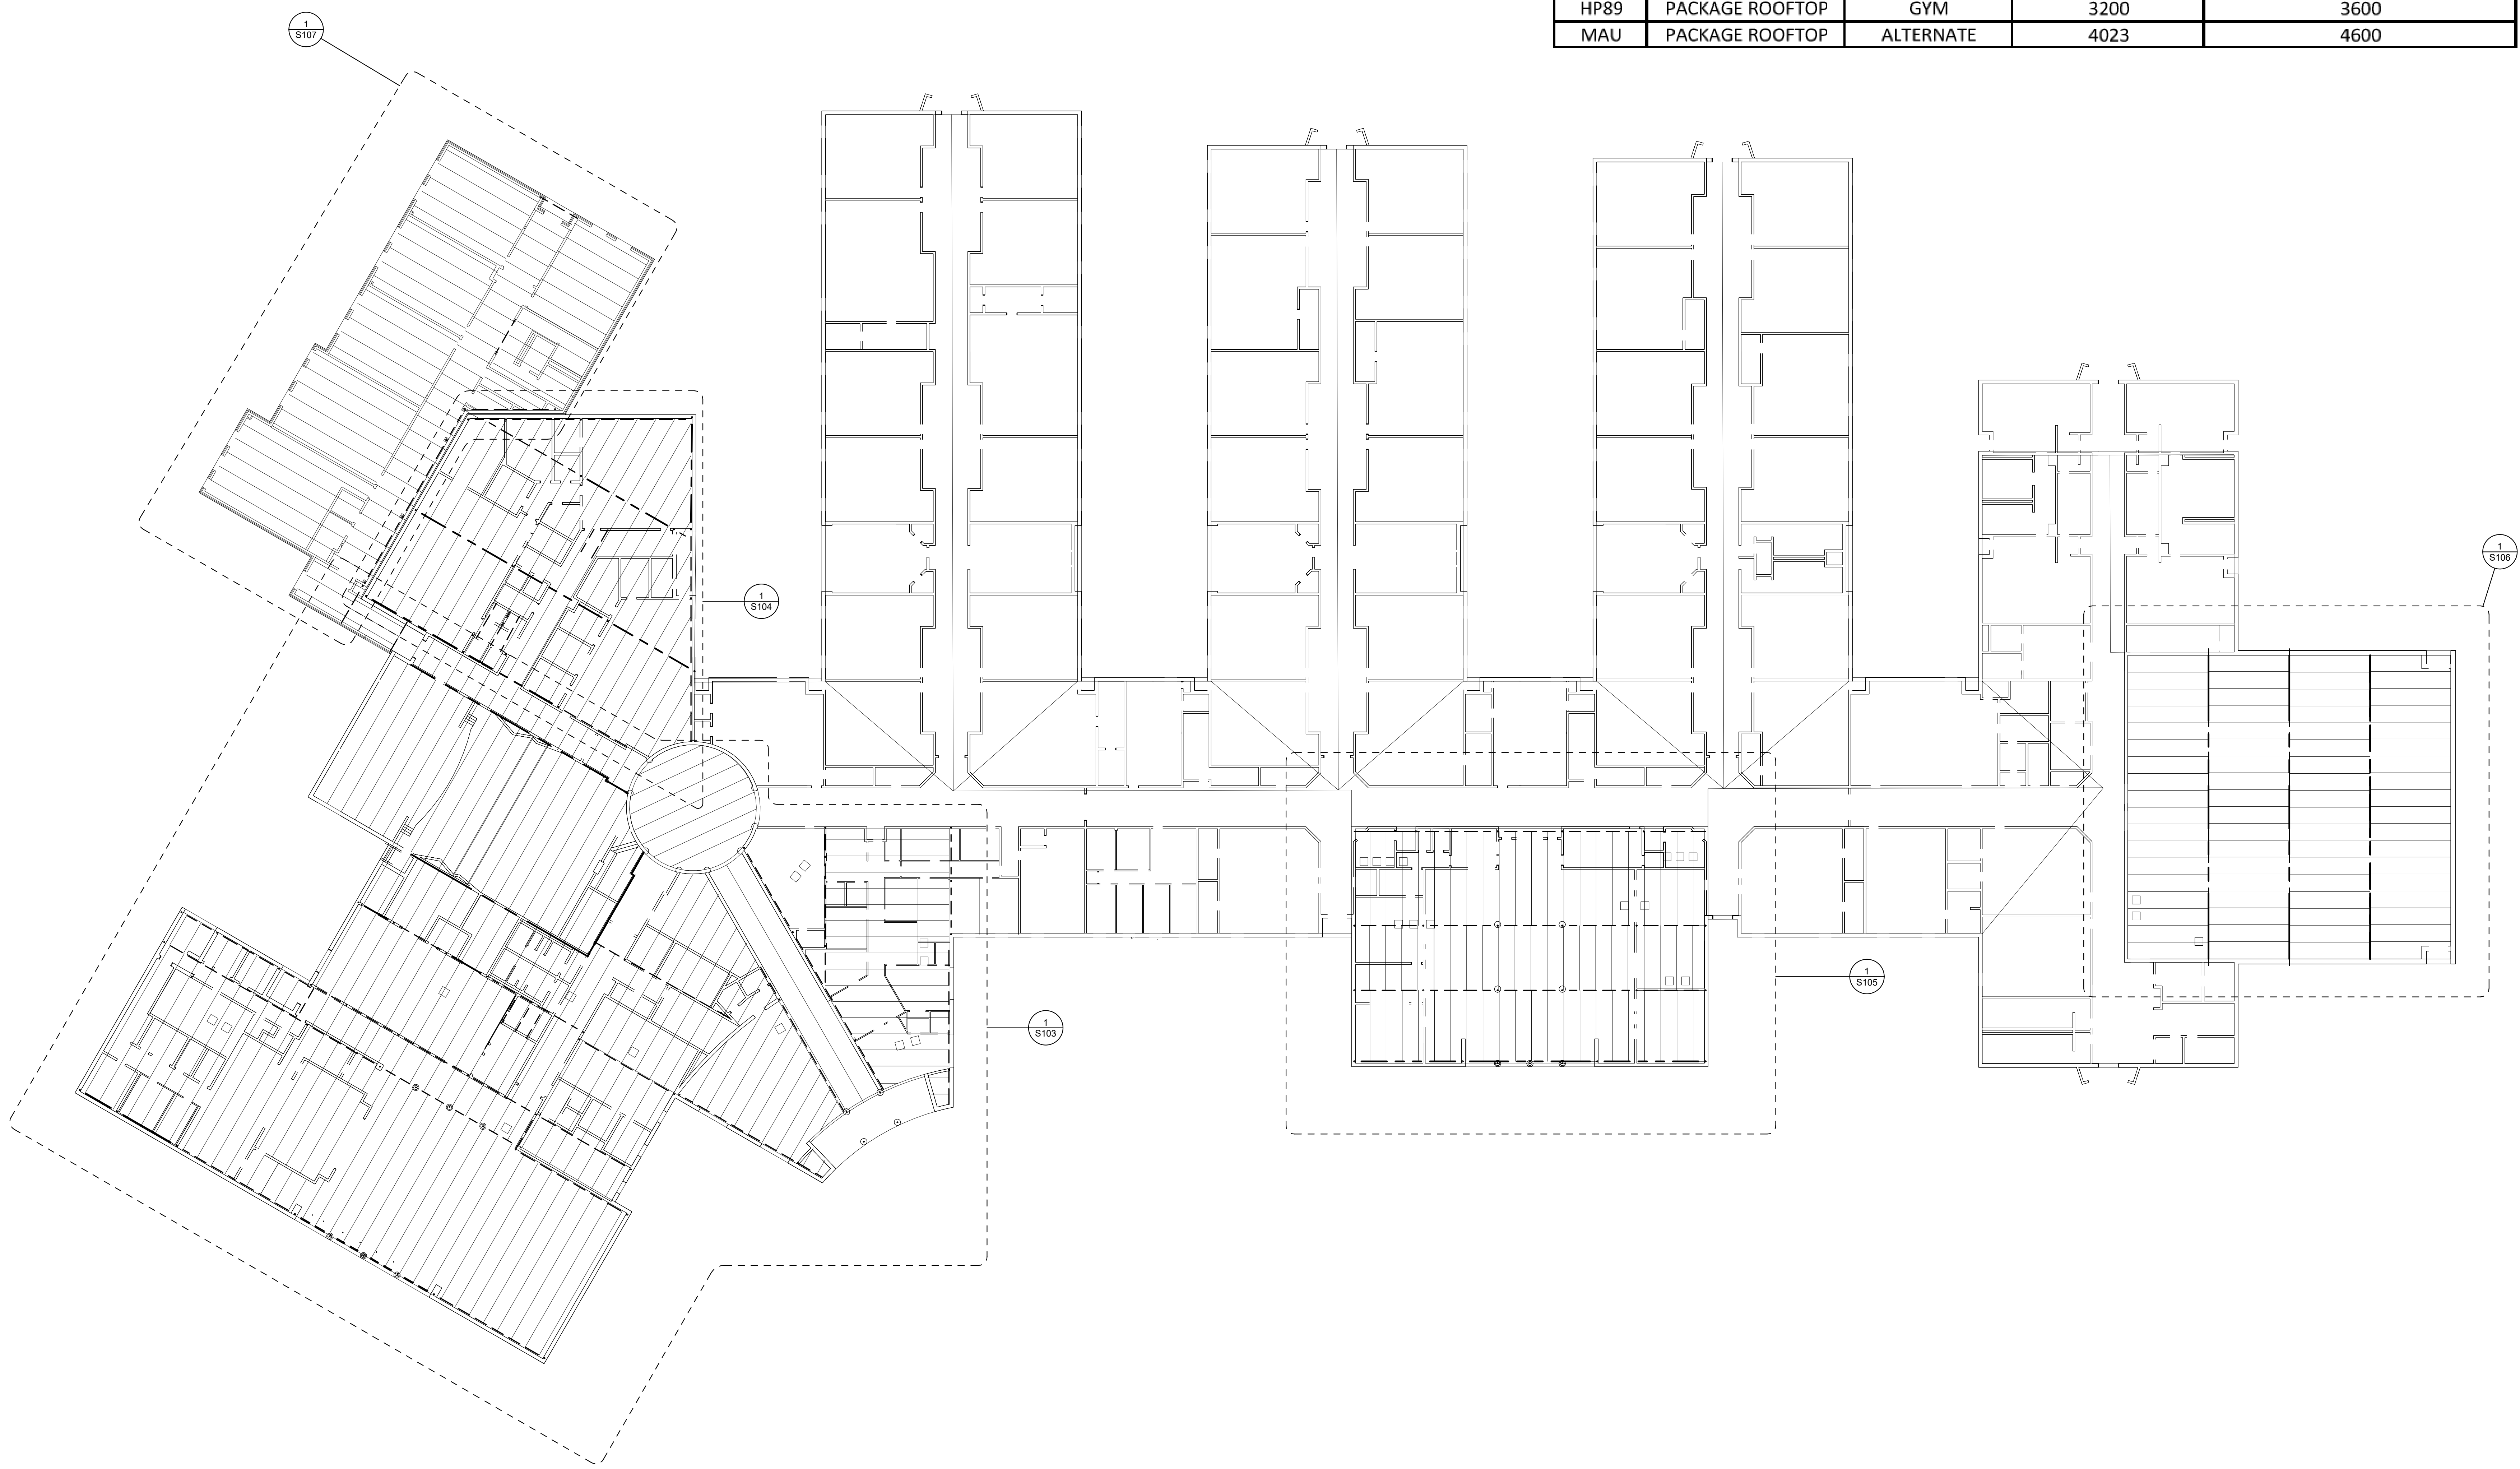 HP89 PACKAGE ROOFTOP GYM 3200 3600
MAU PACKAGE ROOFTOP ALTERNATE 4023 4600
1
S107
1
S106
1
S104
1
S105
1
S103